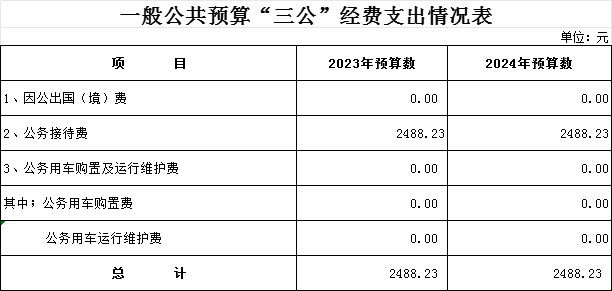 一般公共预算“三公”经费支出情况表
单位：元
项 目 2023年预算数 2024年预算数
1、因公出国（境）费 0.00 0.00
2、公务接待费 2488.23 2488.23
3、公务用车购置及运行维护费 0.00 0.00
其中；公务用车购置费 0.00 0.00
公务用车运行维护费 0.00 0.00
总 计 2488.23 2488.23